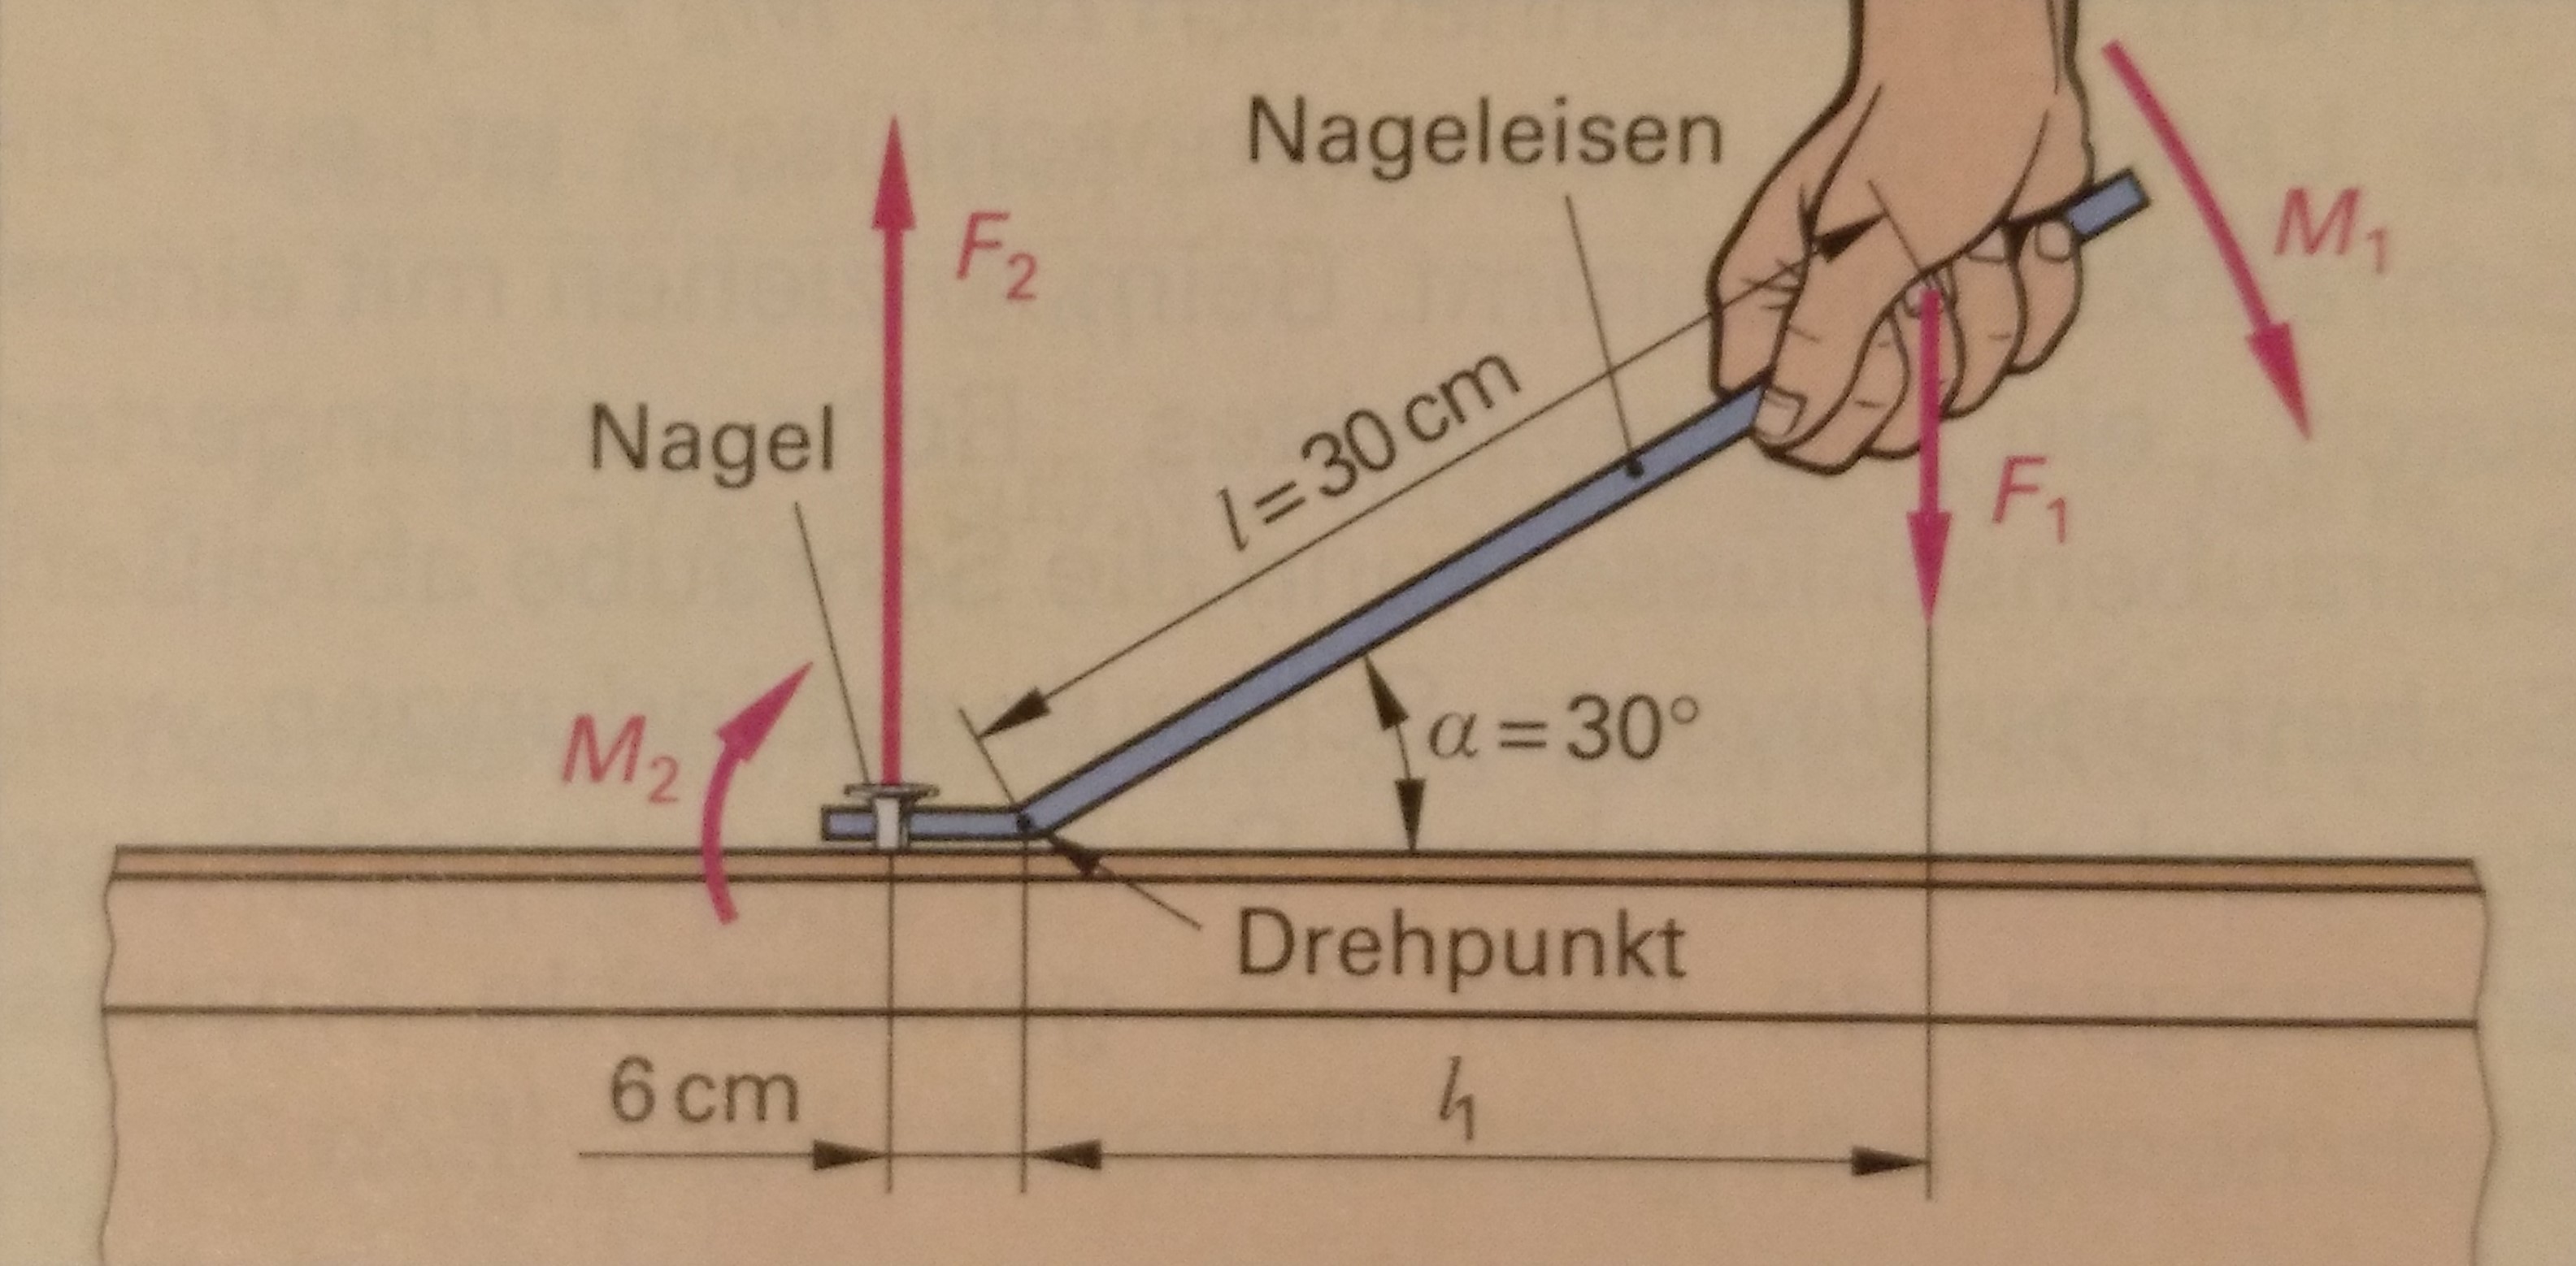 Nageleisen
M₁
F₂
l = 30 cm
Nagel
F₁
M₂
α = 30°
Drehpunkt
6 cm
l₁